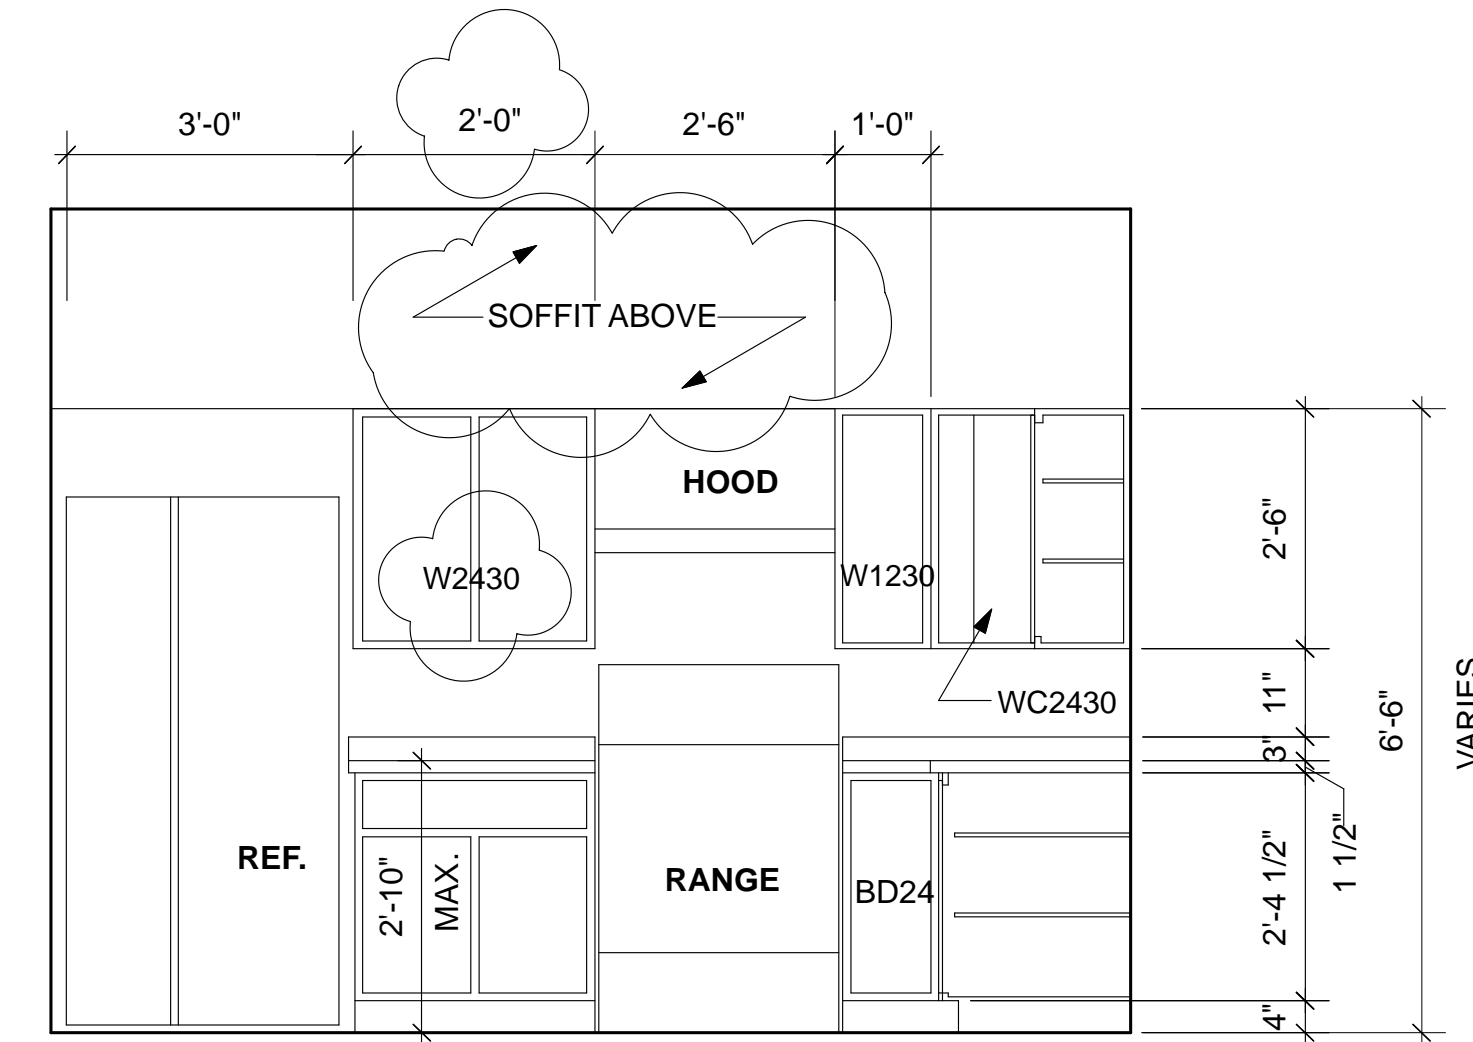 3'-0"
2'-0"
2'-6"
1'-0"
SOFFIT ABOVE
HOOD
W2430
W1230
2'-6"
WC2430
11"
3"
6'-6"
VARIES
REF.
2'-10"
MAX.
RANGE
BD24
2'-4 1/2"
1 1/2"
4"